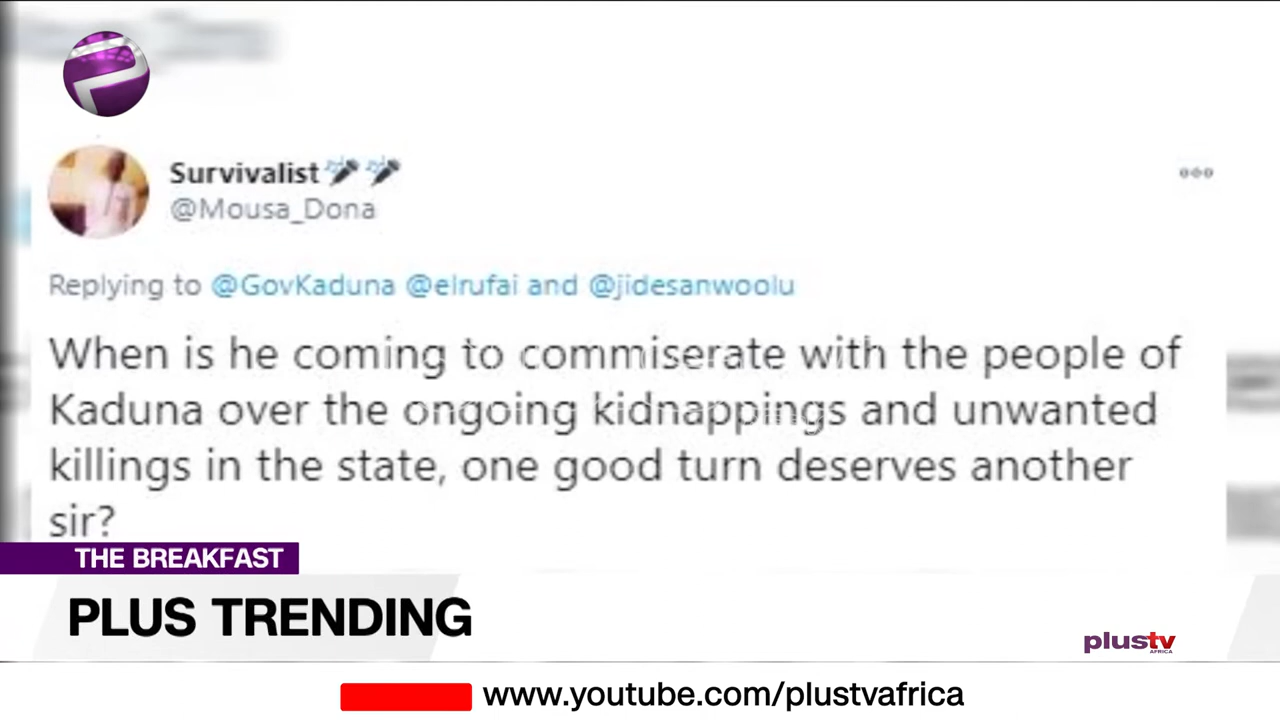 Survivalist
@Mousa_Dona
Replying to @GovKaduna @elrufai and @jidesanwoolu
When is he coming to commiserate with the people of
Kaduna over the ongoing kidnappings and unwanted
killings in the state, one good turn deserves another
sir?
THE BREAKFAST
PLUS TRENDING
plustv
AFRICA
www.youtube.com/plustvafrica